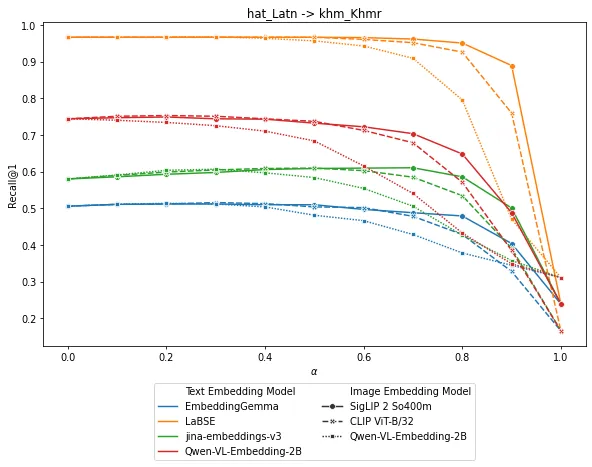 hat_Latn -> khm_Khmr
1.0
0.9
0.8
0.7
0.6
0.5
0.4
0.3
0.2
Recall@1
0.0 0.2 0.4 0.6 0.8 1.0
α
Text Embedding Model Image Embedding Model
EmbeddingGemma SigLIP 2 So400m
LaBSE CLIP ViT-B/32
jina-embeddings-v3 Qwen-VL-Embedding-2B
Qwen-VL-Embedding-2B